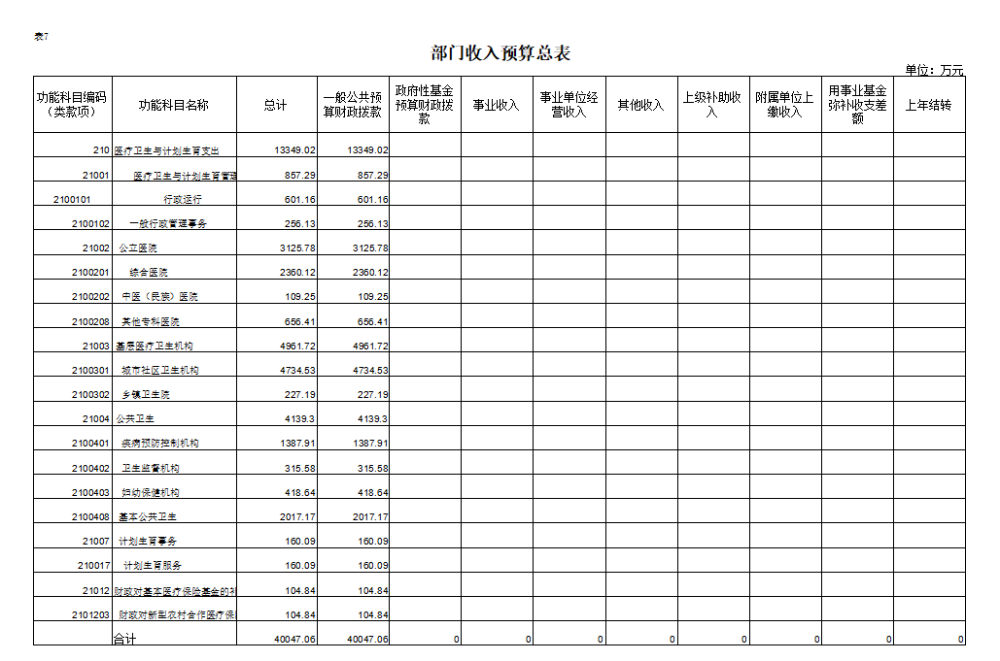 表7
部门收入预算总表
单位：万元
功能科目编码（类款项） 功能科目名称 总计 一般公共预算财政拨款 政府性基金预算财政拨款 事业收入 事业单位经营收入 其他收入 上级补助收入 附属单位上缴收入 用事业基金弥补收支差额 上年结转
210 医疗卫生与计划生育支出 13349.02 13349.02
21001 医疗卫生与计划生育管理 857.29 857.29
2100101 行政运行 601.16 601.16
2100102 一般行政管理事务 256.13 256.13
21002 公立医院 3125.78 3125.78
2100201 综合医院 2360.12 2360.12
2100202 中医（民族）医院 109.25 109.25
2100208 其他专科医院 656.41 656.41
21003 基层医疗卫生机构 4961.72 4961.72
2100301 城市社区卫生机构 4734.53 4734.53
2100302 乡镇卫生院 227.19 227.19
21004 公共卫生 4139.3 4139.3
2100401 疾病预防控制机构 1387.91 1387.91
2100402 卫生监督机构 315.58 315.58
2100403 妇幼保健机构 418.64 418.64
2100408 基本公共卫生 2017.17 2017.17
21007 计划生育事务 160.09 160.09
210017 计划生育服务 160.09 160.09
21012 财政对基本医疗保险基金的补 104.84 104.84
2101203 财政对新型农村合作医疗保 104.84 104.84
合计 40047.06 40047.06 0 0 0 0 0 0 0 0